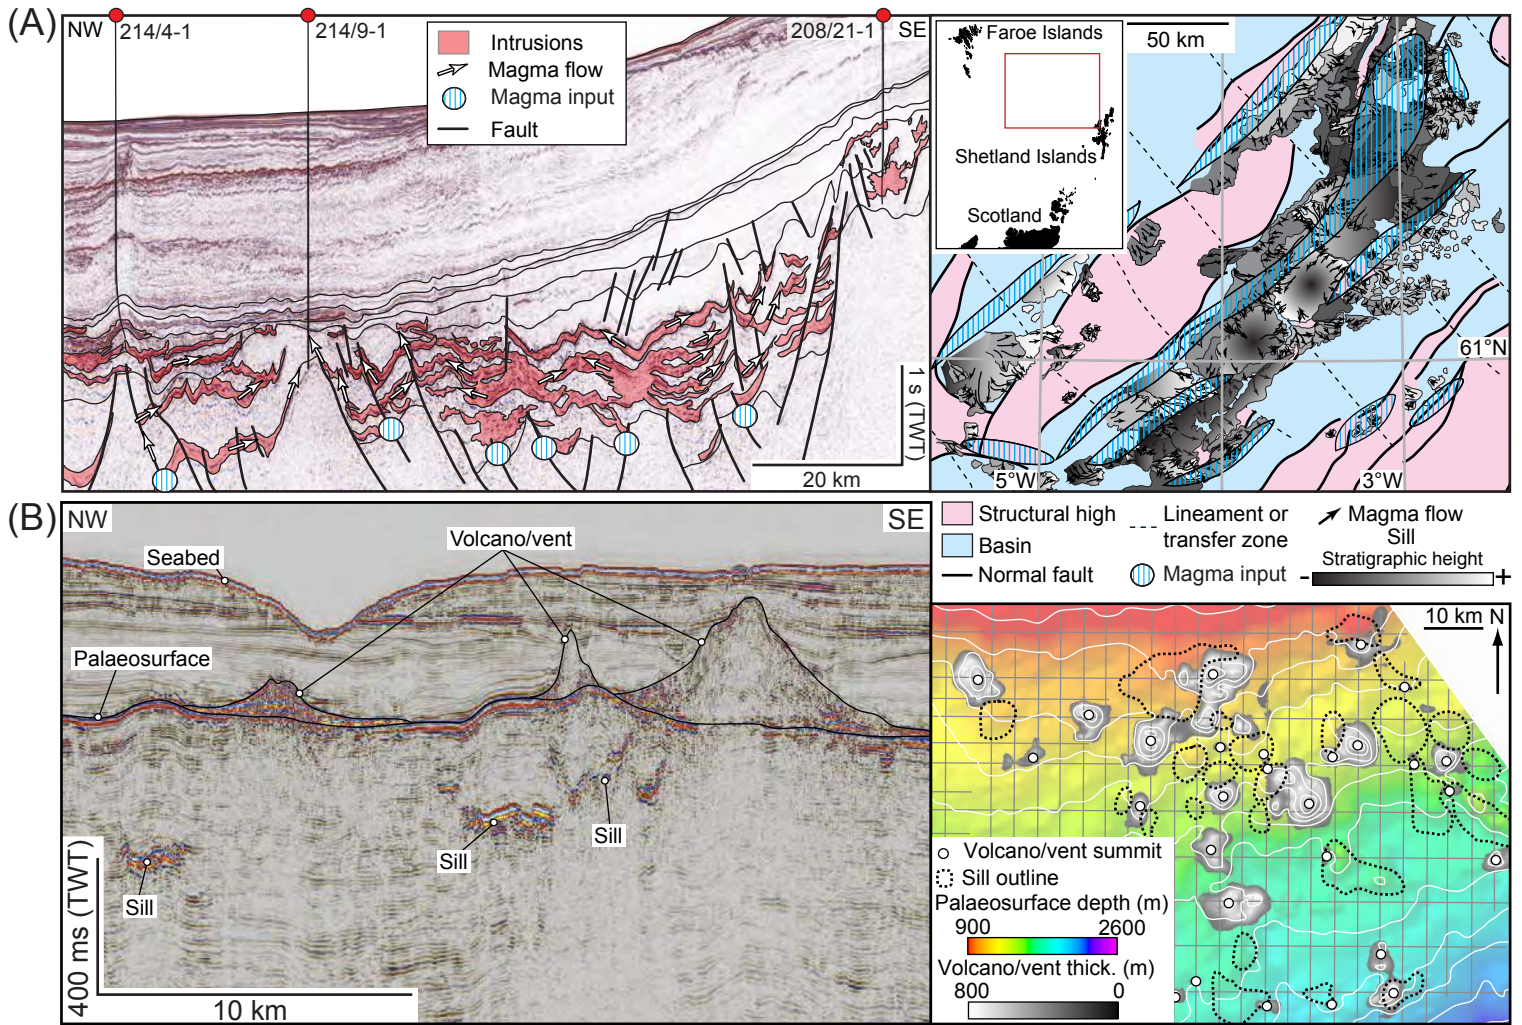 (A)
NW
214/4-1
214/9-1
208/21-1
SE
Intrusions
Magma flow
Magma input
Fault
1 s (TWT)
20 km
50 km
Faroe Islands
Shetland Islands
Scotland
61°N
5°W
3°W
Structural high
Basin
Normal fault
Lineament or
transfer zone
Magma input
Magma flow
Sill
Stratigraphic height
- +
(B)
NW
SE
Seabed
Volcano/vent
Palaeosurface
Sill
Sill
Sill
400 ms (TWT)
10 km
10 km
N
Volcano/vent summit
Sill outline
Palaeosurface depth (m)
900 2600
Volcano/vent thick. (m)
800 0